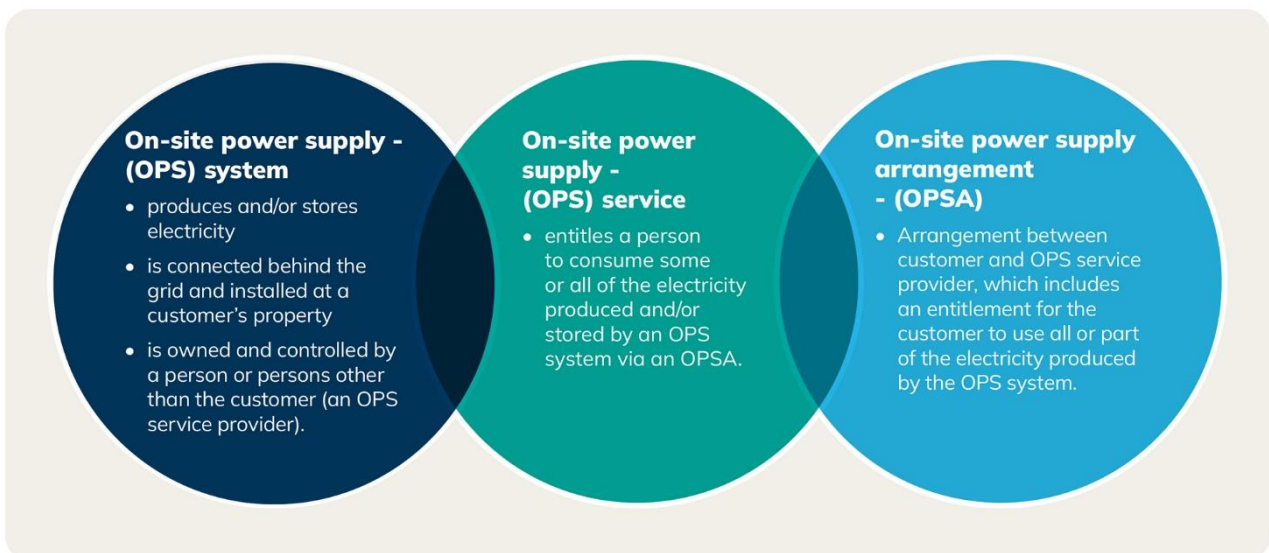 On-site power supply -
(OPS) system
• produces and/or stores
electricity
• is connected behind the
grid and installed at a
customer's property
• is owned and controlled by
a person or persons other
than the customer (an OPS
service provider).
On-site power
supply -
(OPS) service
• entitles a person
to consume some
or all of the electricity
produced and/or
stored by an OPS
system via an OPSA.
On-site power supply
arrangement
- (OPSA)
• Arrangement between
customer and OPS service
provider, which includes
an entitlement for the
customer to use all or part
of the electricity produced
by the OPS system.